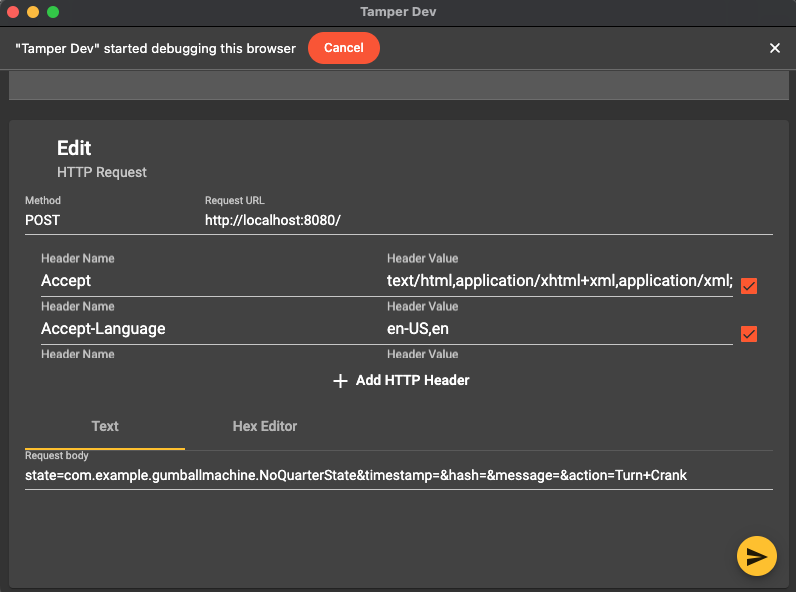 Tamper Dev
"Tamper Dev" started debugging this browser Cancel
Edit
HTTP Request
Method Request URL
POST http://localhost:8080/
Header Name Header Value
Accept text/html,application/xhtml+xml,application/xml;
Header Name Header Value
Accept-Language en-US,en
Header Name Header Value
Add HTTP Header
Text Hex Editor
Request body
state=com.example.gumballmachine.NoQuarterState&timestamp=&hash=&message=&action=Turn+Crank